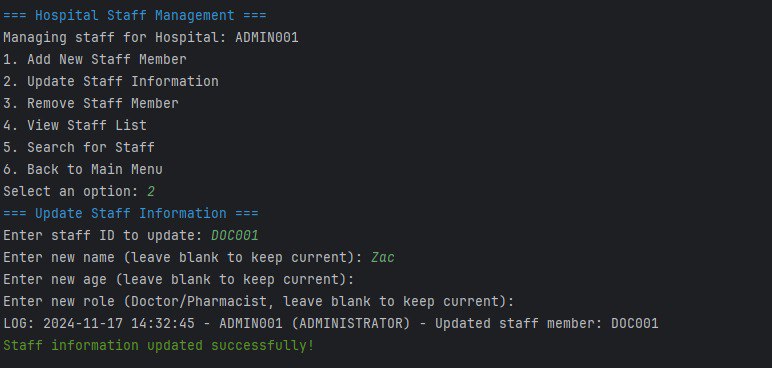 === Hospital Staff Management ===
Managing staff for Hospital: ADMIN001
1. Add New Staff Member
2. Update Staff Information
3. Remove Staff Member
4. View Staff List
5. Search for Staff
6. Back to Main Menu
Select an option: 2
=== Update Staff Information ===
Enter staff ID to update: DOC001
Enter new name (leave blank to keep current): Zac
Enter new age (leave blank to keep current):
Enter new role (Doctor/Pharmacist, leave blank to keep current):
LOG: 2024-11-17 14:32:45 - ADMIN001 (ADMINISTRATOR) - Updated staff member: DOC001
Staff information updated successfully!